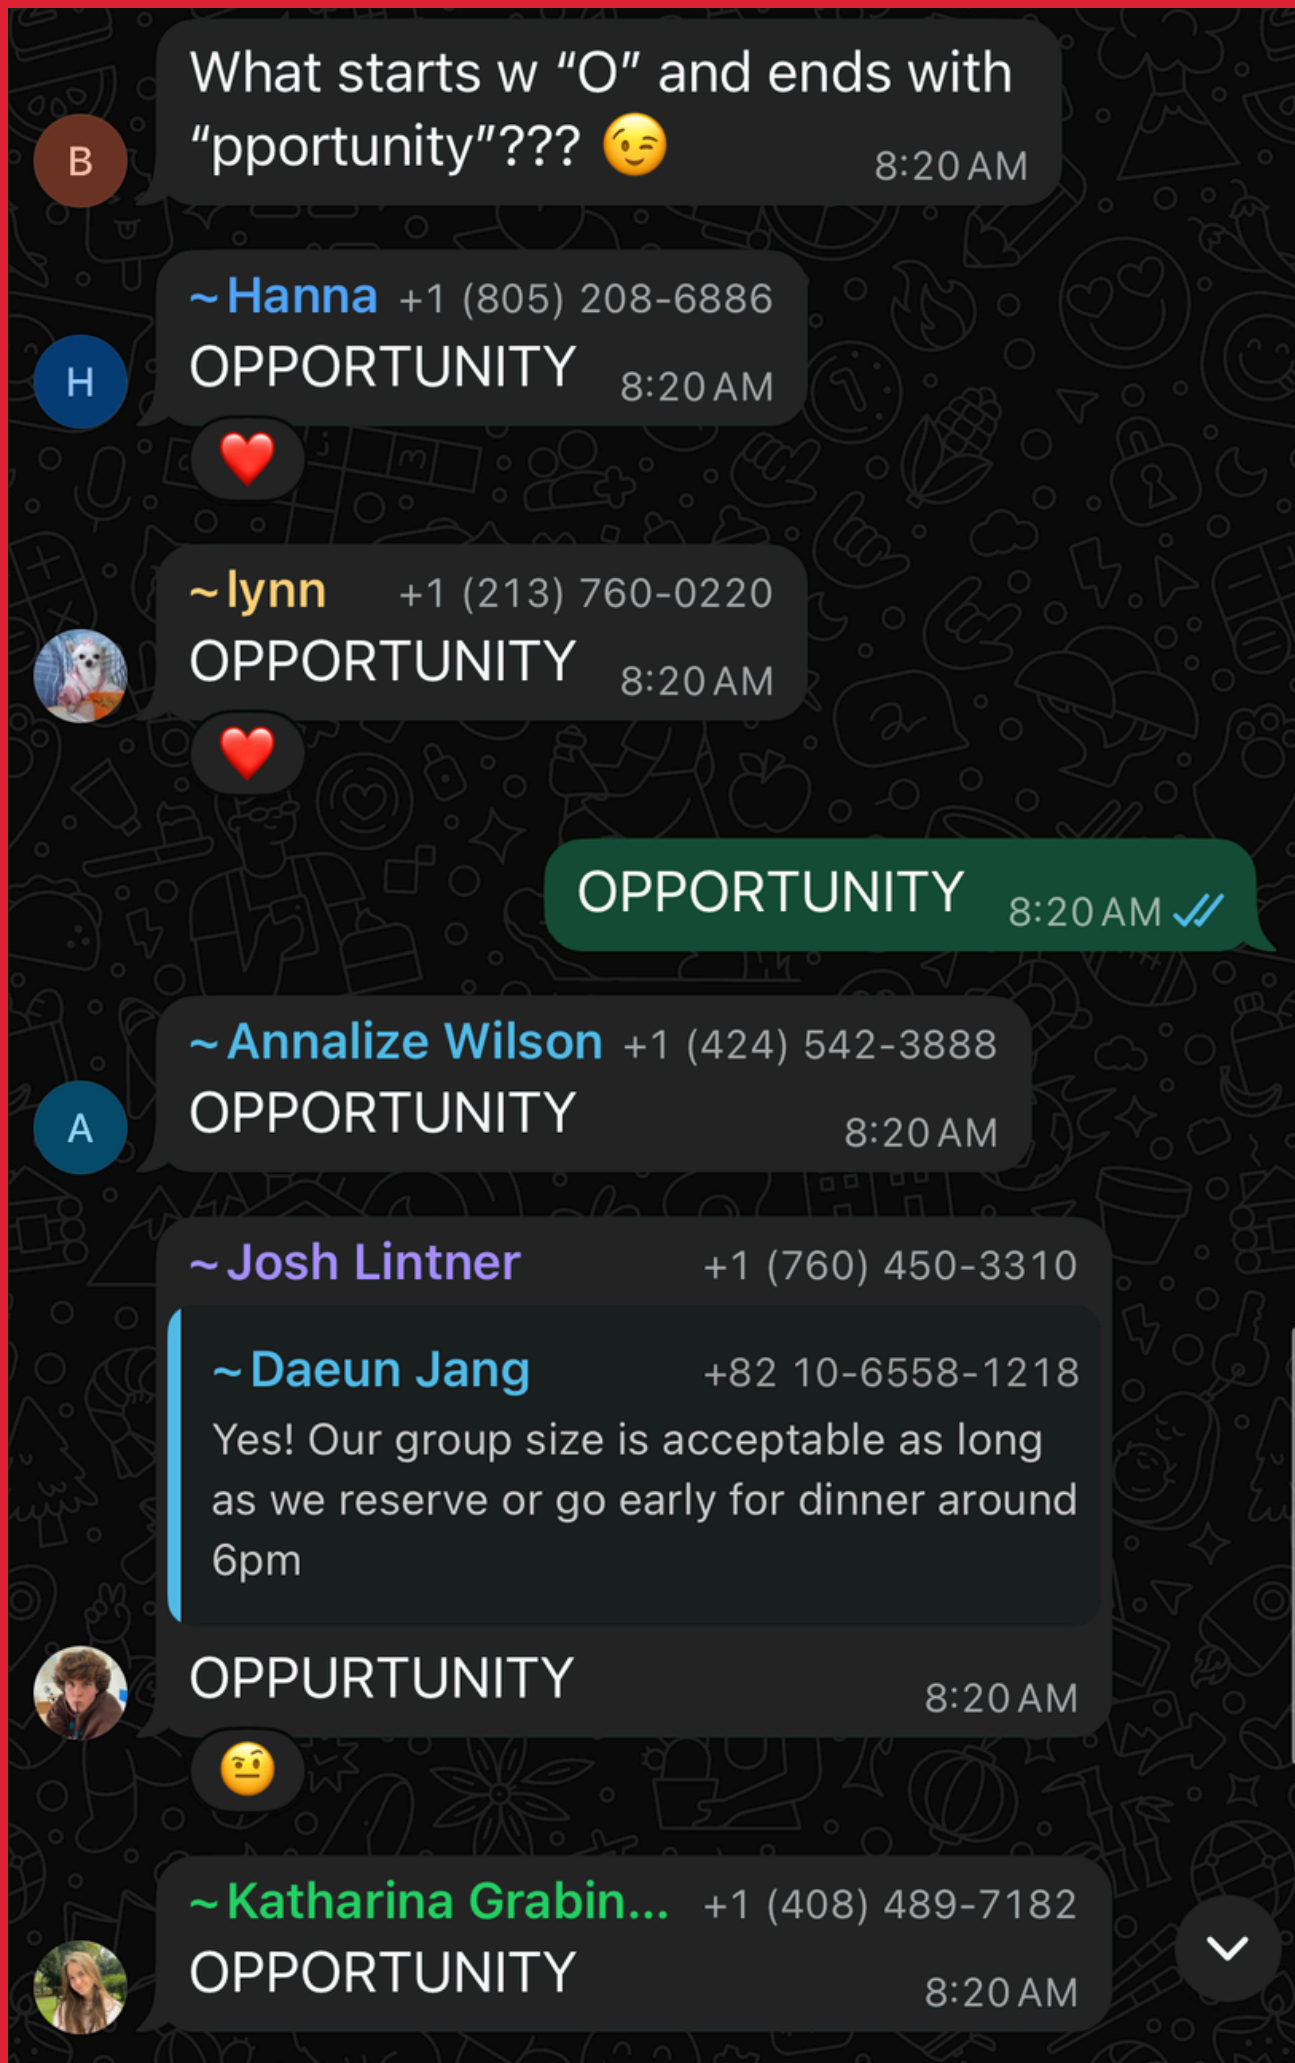 What starts w “O” and ends with
“pportunity”??? 😉
8:20 AM
B
~Hanna +1 (805) 208-6886
OPPORTUNITY 8:20 AM
H
❤️
~lynn +1 (213) 760-0220
OPPORTUNITY 8:20 AM
❤️
OPPORTUNITY 8:20 AM
~Annalize Wilson +1 (424) 542-3888
OPPORTUNITY
8:20 AM
A
~Josh Lintner +1 (760) 450-3310
~Daeun Jang +82 10-6558-1218
Yes! Our group size is acceptable as long
as we reserve or go early for dinner around
6pm
OPPURTUNITY
8:20 AM
🤨
~Katharina Grabin... +1 (408) 489-7182
OPPORTUNITY
8:20 AM